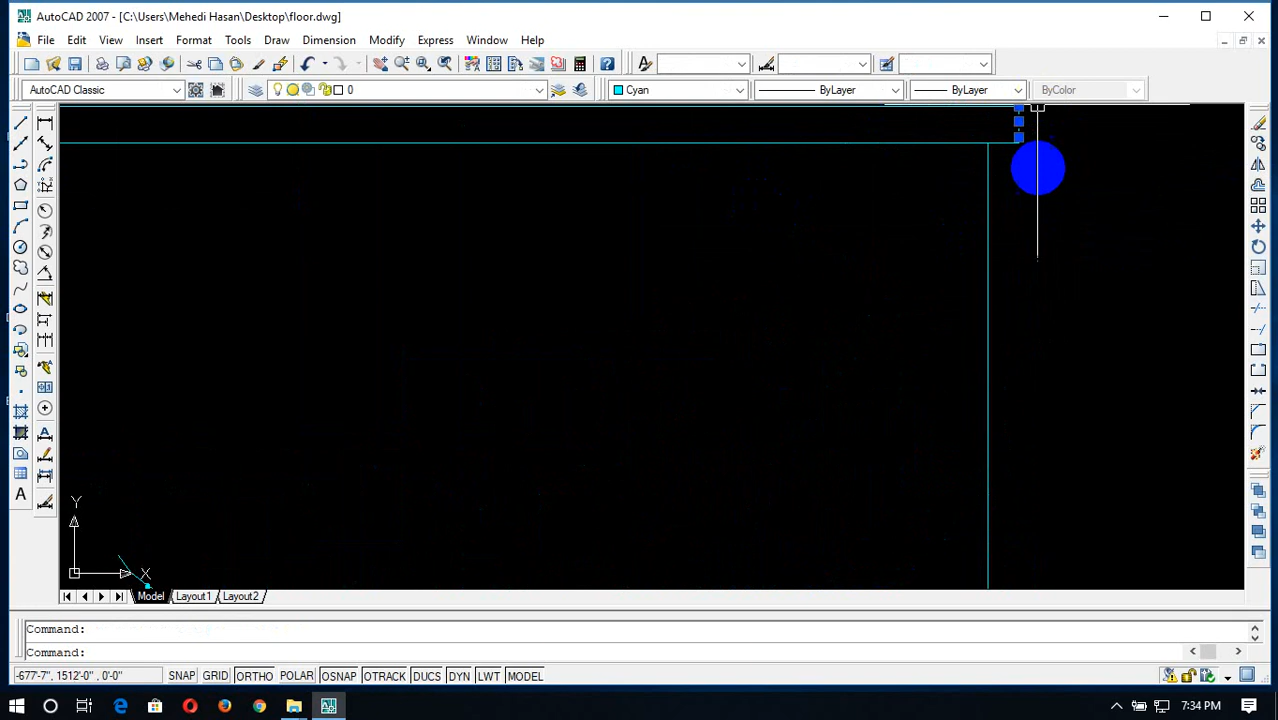 AutoCAD 2007 - [C:\Users\Mehedi Hasan\Desktop\floor.dwg]
File Edit View Insert Format Tools Draw Dimension Modify Express Window Help
AutoCAD Classic 0 Cyan ByLayer ByLayer ByColor
Y
X
Model Layout1 Layout2
Command:
Command:
-677'-7", 1512'-0" , 0'-0" SNAP GRID ORTHO POLAR OSNAP OTRACK DUCS DYN LWT MODEL
7:34 PM